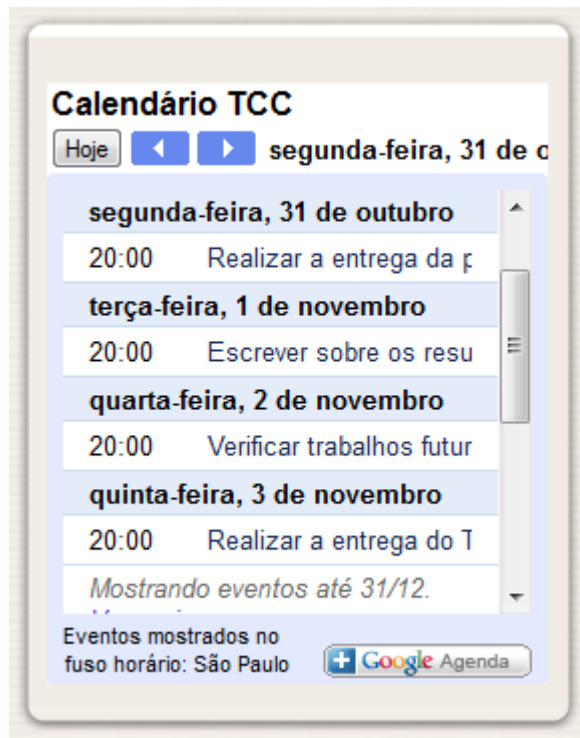 Calendário TCC
Hoje segunda-feira, 31 de o
segunda-feira, 31 de outubro
20:00 Realizar a entrega da p
terça-feira, 1 de novembro
20:00 Escrever sobre os resu
quarta-feira, 2 de novembro
20:00 Verificar trabalhos futur
quinta-feira, 3 de novembro
20:00 Realizar a entrega do T
Mostrando eventos até 31/12.
Eventos mostrados no
fuso horário: São Paulo
Google Agenda